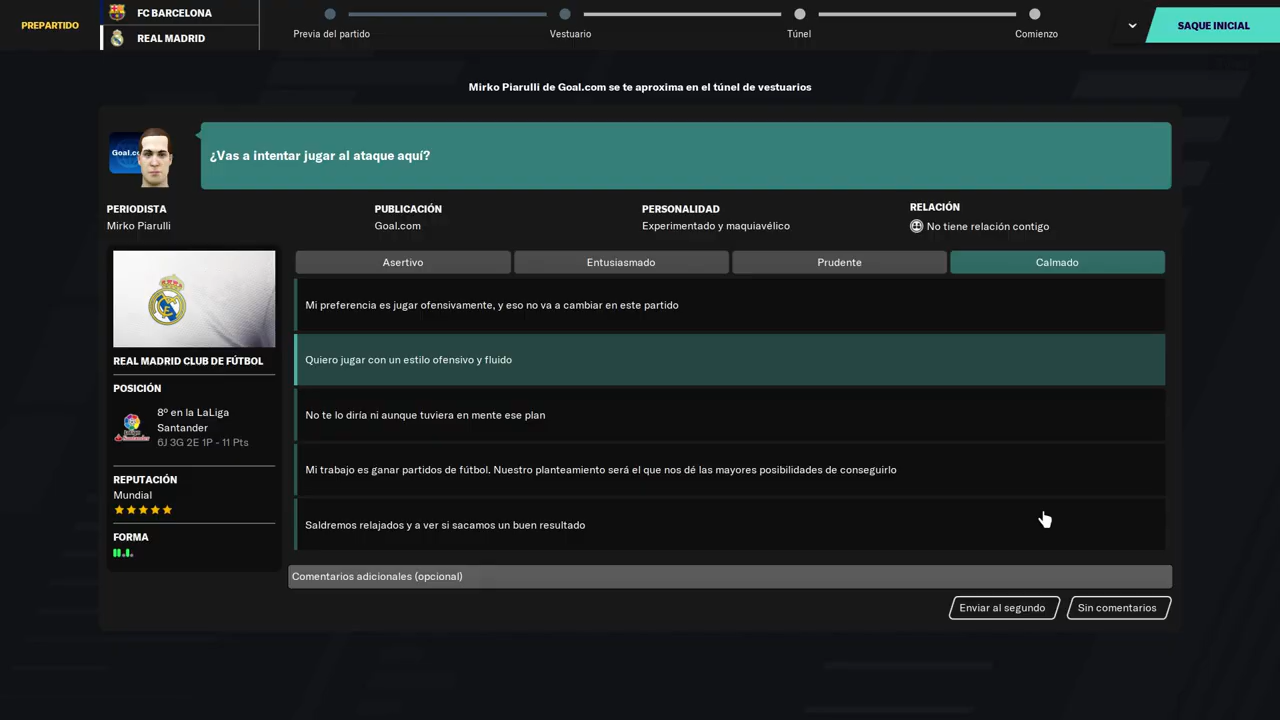 PREPARTIDO
FC BARCELONA
REAL MADRID
Previa del partido
Vestuario
Túnel
Comienzo
SAQUE INICIAL
Mirko Piarulli de Goal.com se te aproxima en el túnel de vestuarios
Goal.c
¿Vas a intentar jugar al ataque aquí?
PERIODISTA
Mirko Piarulli
PUBLICACIÓN
Goal.com
PERSONALIDAD
Experimentado y maquiavélico
RELACIÓN
No tiene relación contigo
Asertivo
Entusiasmado
Prudente
Calmado
Mi preferencia es jugar ofensivamente, y eso no va a cambiar en este partido
Quiero jugar con un estilo ofensivo y fluido
No te lo diría ni aunque tuviera en mente ese plan
Mi trabajo es ganar partidos de fútbol. Nuestro planteamiento será el que nos dé las mayores posibilidades de conseguirlo
Saldremos relajados y a ver si sacamos un buen resultado
REAL MADRID CLUB DE FÚTBOL
POSICIÓN
8º en la LaLiga
Santander
6J 3G 2E 1P - 11 Pts
REPUTACIÓN
Mundial
FORMA
Comentarios adicionales (opcional)
Enviar al segundo
Sin comentarios